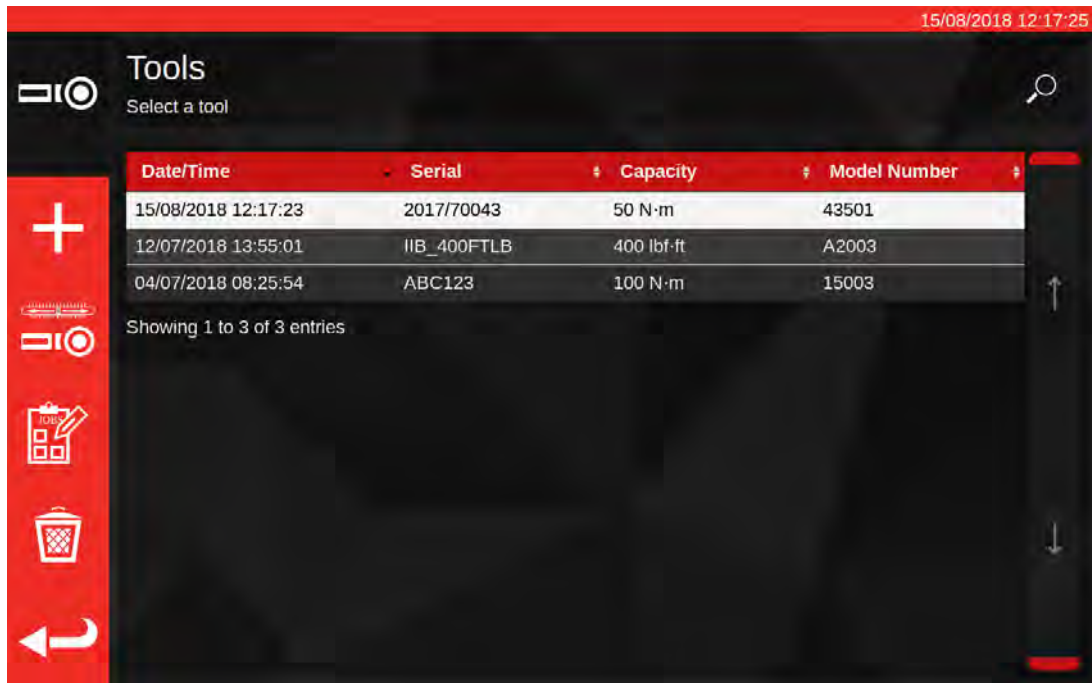 15/08/2018 12:17:25
Tools
Select a tool
Date/Time Serial Capacity Model Number
15/08/2018 12:17:23 2017/70043 50 N·m 43501
12/07/2018 13:55:01 IIB_400FTLB 400 lbf·ft A2003
04/07/2018 08:25:54 ABC123 100 N·m 15003
Showing 1 to 3 of 3 entries
JOBS